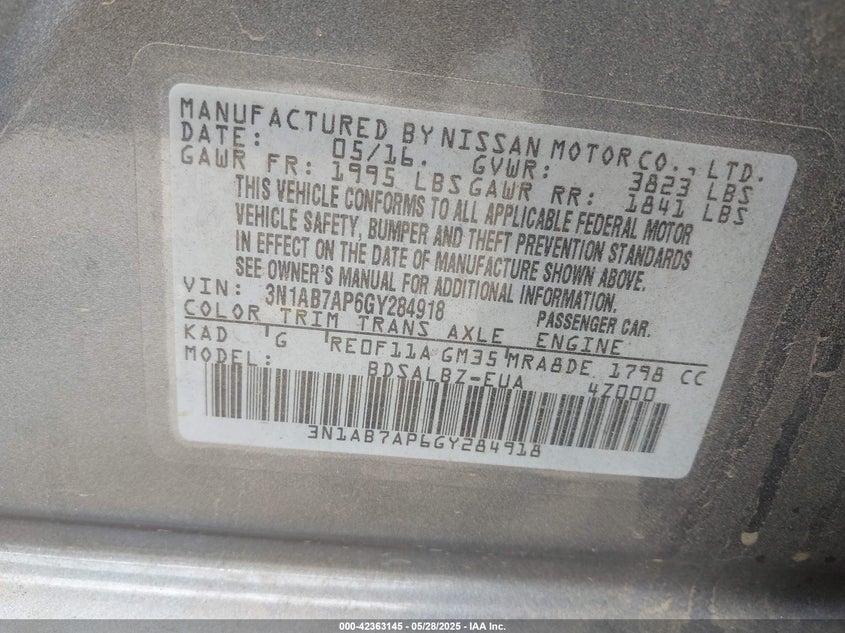 MANUFACTURED BY NISSAN MOTOR CO., LTD.
DATE: 05/16. GVWR: 3823 LBS
GAWR FR: 1995 LBS GAWR RR: 1841 LBS
THIS VEHICLE CONFORMS TO ALL APPLICABLE FEDERAL MOTOR
VEHICLE SAFETY, BUMPER AND THEFT PREVENTION STANDARDS
IN EFFECT ON THE DATE OF MANUFACTURE SHOWN ABOVE.
SEE OWNER'S MANUAL FOR ADDITIONAL INFORMATION.
VIN: 3N1AB7AP6GY284918 PASSENGER CAR.
COLOR TRIM TRANS AXLE ENGINE
KAD G RE0F11A GM35 MRA8DE 1798 CC
MODEL: BDSALBZ-EUA 4Z000
3N1AB7AP6GY284918
000-42363145 - 05/28/2025 - IAA Inc.